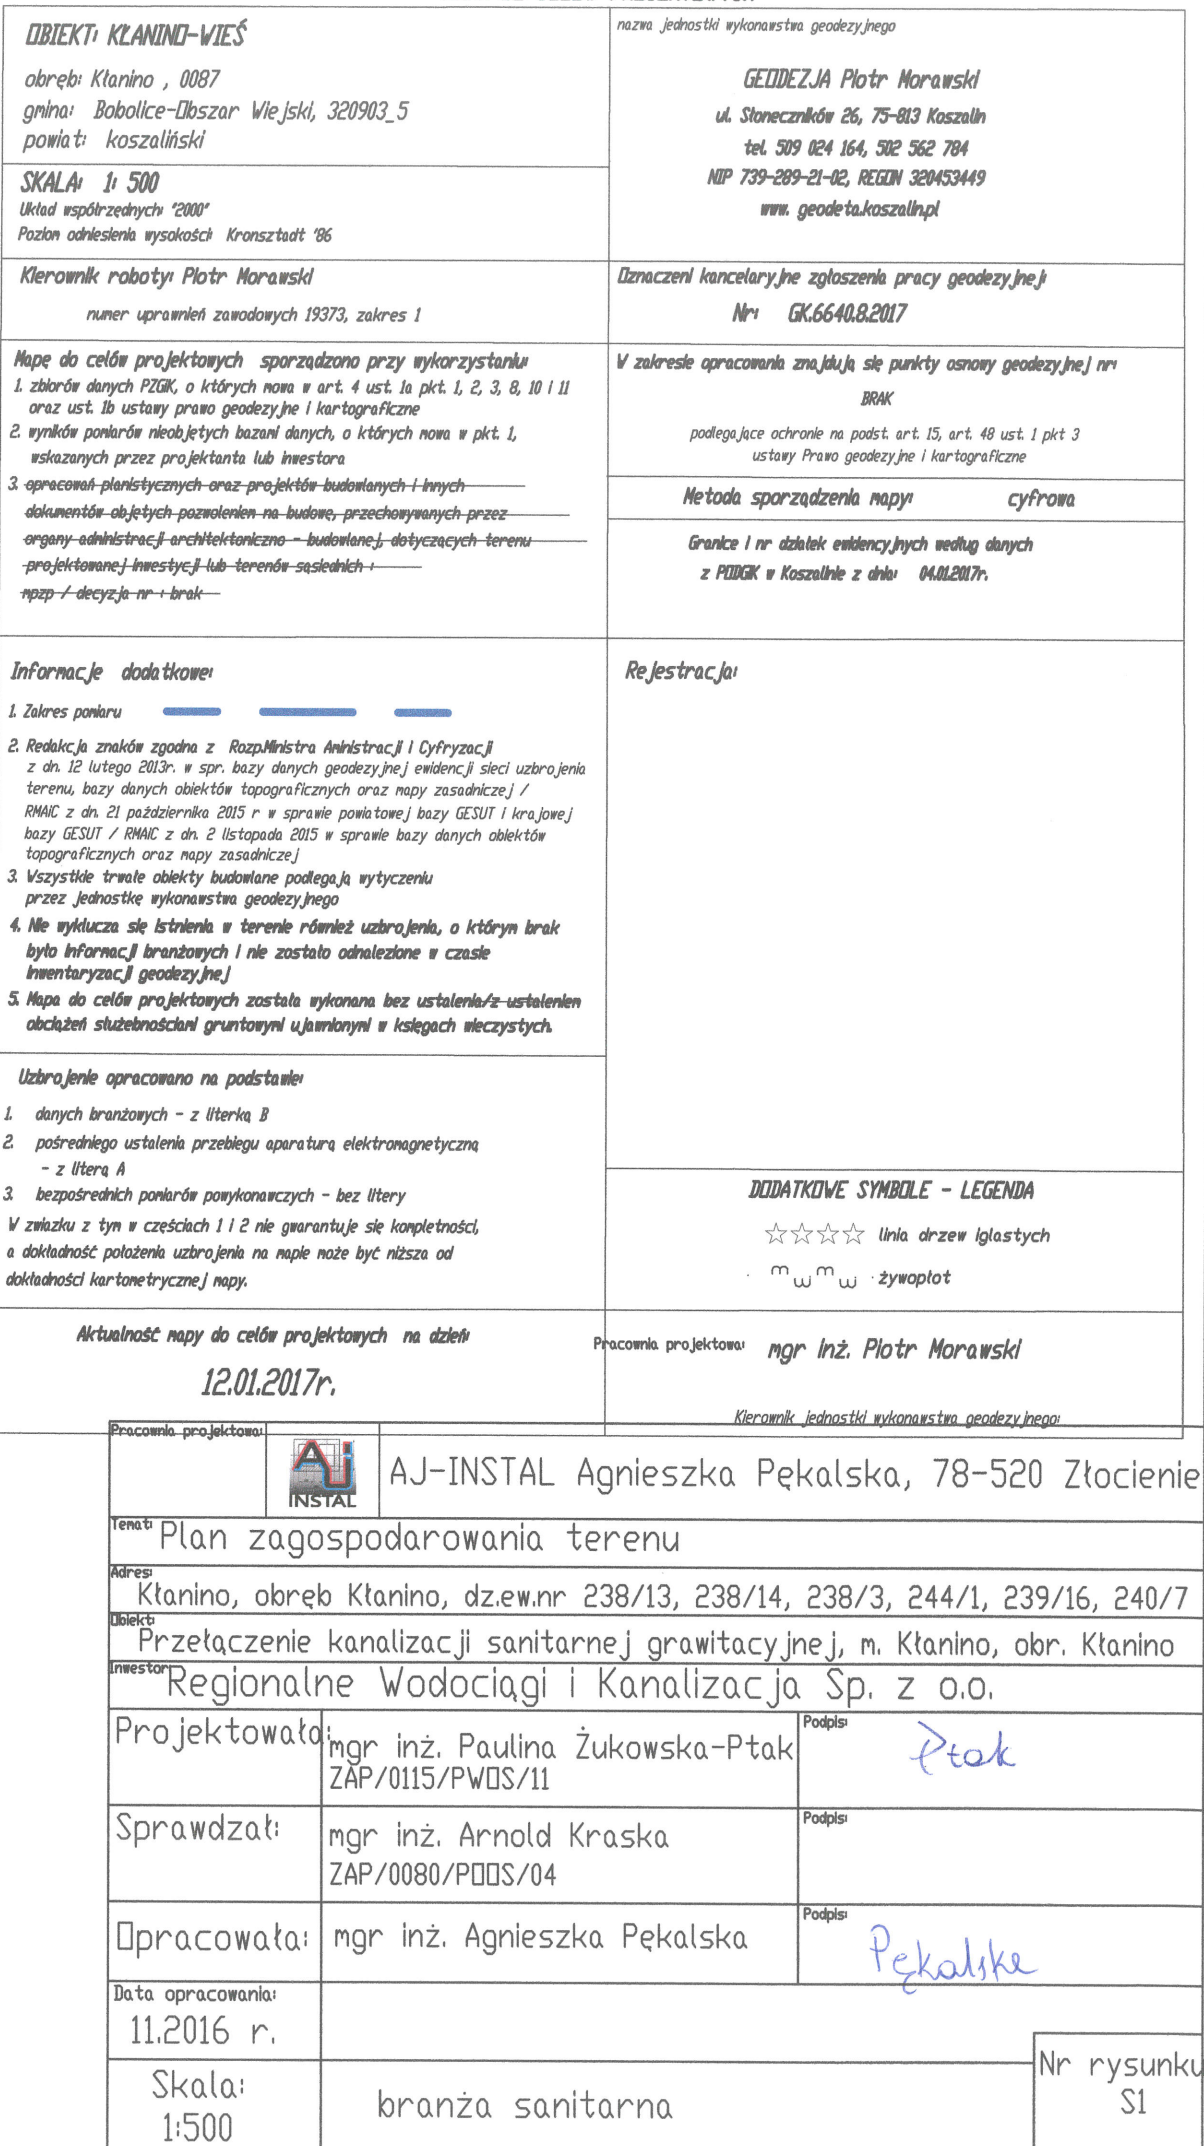 OBIEKT: KŁANINO-WIEŚ
obręb: Kłanino , 0087
gmina: Bobolice-Obszar Wiejski, 320903_5
powiat: koszaliński
SKALA: 1: 500
Układ współrzędnych: "2000"
Poziom odniesienia wysokości: Kronsztadt '86
nazwa jednostki wykonawstwa geodezyjnego
GEODEZJA Piotr Morawski
ul. Słoneczników 26, 75-813 Koszalin
tel. 509 024 164, 502 562 784
NIP 739-289-21-02, REGON 320453449
www. geodeta.koszalin.pl
Kierownik roboty: Piotr Morawski
numer uprawnień zawodowych 19373, zakres 1
Oznaczeni kancelaryjne zgłoszenia pracy geodezyjnej:
Nr: GK.6640.8.2017
Mapę do celów projektowych sporządzono przy wykorzystaniu:
1. zbiorów danych PZGIK, o których mowa w art. 4 ust. 1a pkt. 1, 2, 3, 8, 10 i 11
oraz ust. 1b ustawy prawo geodezyjne i kartograficzne
2. wyników pomiarów nieobjętych bazami danych, o których mowa w pkt. 1,
wskazanych przez projektanta lub inwestora
3. opracowań planistycznych oraz projektów budowlanych i innych
dokumentów objętych pozwoleniem na budowę, przechowywanych przez
organy administracji architektoniczno - budowlanej, dotyczących terenu
projektowanej inwestycji lub terenów sąsiednich :
mpzp / decyzja nr : brak
V zakresie opracowania znajdują się punkty osnowy geodezyjnej nr:
BRAK
podlegające ochronie na podst. art. 15, art. 48 ust. 1 pkt 3
ustawy Prawo geodezyjne i kartograficzne
Metoda sporządzenia mapy: cyfrowa
Granice i nr działek ewidencyjnych według danych
z PODGiK w Koszalinie z dnia: 04.01.2017r.
Informacje dodatkowe:
1. Zakres pomiaru
2. Redakcja znaków zgodna z Rozp.Ministra Aministracji i Cyfryzacji
z dn. 12 lutego 2013r. w spr. bazy danych geodezyjnej ewidencji sieci uzbrojenia
terenu, bazy danych obiektów topograficznych oraz mapy zasadniczej /
RMAiC z dn. 21 października 2015 r w sprawie powiatowej bazy GESUT i krajowej
bazy GESUT / RMAiC z dn. 2 listopada 2015 w sprawie bazy danych obiektów
topograficznych oraz mapy zasadniczej
3. Wszystkie trwałe obiekty budowlane podlegają wytyczeniu
przez jednostkę wykonawstwa geodezyjnego
4. Nie wyklucza się istnienia w terenie również uzbrojenia, o którym brak
było informacji branżowych i nie zostało odnalezione w czasie
inwentaryzacji geodezyjnej
5. Mapa do celów projektowych została wykonana bez ustalenia/z ustaleniem
obciążeń służebnościami gruntowymi ujawnionymi w księgach wieczystych.
Rejestracja:
Uzbrojenie opracowano na podstawie:
1. danych branżowych - z literką B
2. pośredniego ustalenia przebiegu aparaturą elektromagnetyczną
- z literą A
3. bezpośrednich pomiarów powykonawczych - bez litery
V związku z tym w częściach 1 i 2 nie gwarantuje się kompletności,
a dokładność położenia uzbrojenia na mapie może być niższa od
dokładności kartometrycznej mapy.
DODATKOWE SYMBOLE - LEGENDA
linia drzew iglastych
żywopłot
Aktualność mapy do celów projektowych na dzień:
12.01.2017r.
Pracownia projektowa:
mgr inż. Piotr Morawski
Kierownik jednostki wykonawstwa geodezyjnego:
Pracownia projektowa:
AJ
INSTAL
AJ-INSTAL Agnieszka Pękalska, 78-520 Złocienie
Temat:
Plan zagospodarowania terenu
Adres:
Kłanino, obręb Kłanino, dz.ew.nr 238/13, 238/14, 238/3, 244/1, 239/16, 240/7
Obiekt:
Przełączenie kanalizacji sanitarnej grawitacyjnej, m. Kłanino, obr. Kłanino
Inwestor:
Regionalne Wodociągi i Kanalizacja Sp. z o.o.
Projektowała:
mgr inż. Paulina Żukowska-Ptak
ZAP/0115/PWOS/11
Podpis:
Ptak
Sprawdzał:
mgr inż. Arnold Kraska
ZAP/0080/POOS/04
Podpis:
Opracowała:
mgr inż. Agnieszka Pękalska
Podpis:
Pękalska
Data opracowania:
11.2016 r.
Skala:
1:500
branża sanitarna
Nr rysunku
S1